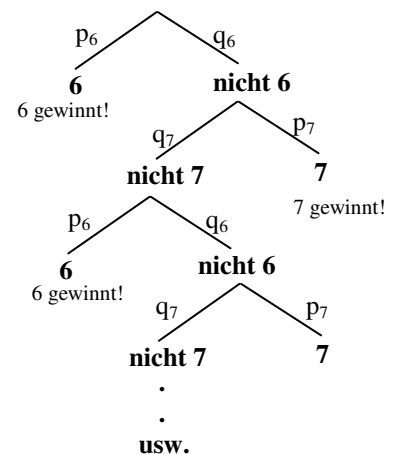 p₆ q₆
6 nicht 6
6 gewinnt!
q₇ p₇
nicht 7 7
7 gewinnt!
p₆ q₆
6 nicht 6
6 gewinnt!
q₇ p₇
nicht 7 7
.
.
usw.